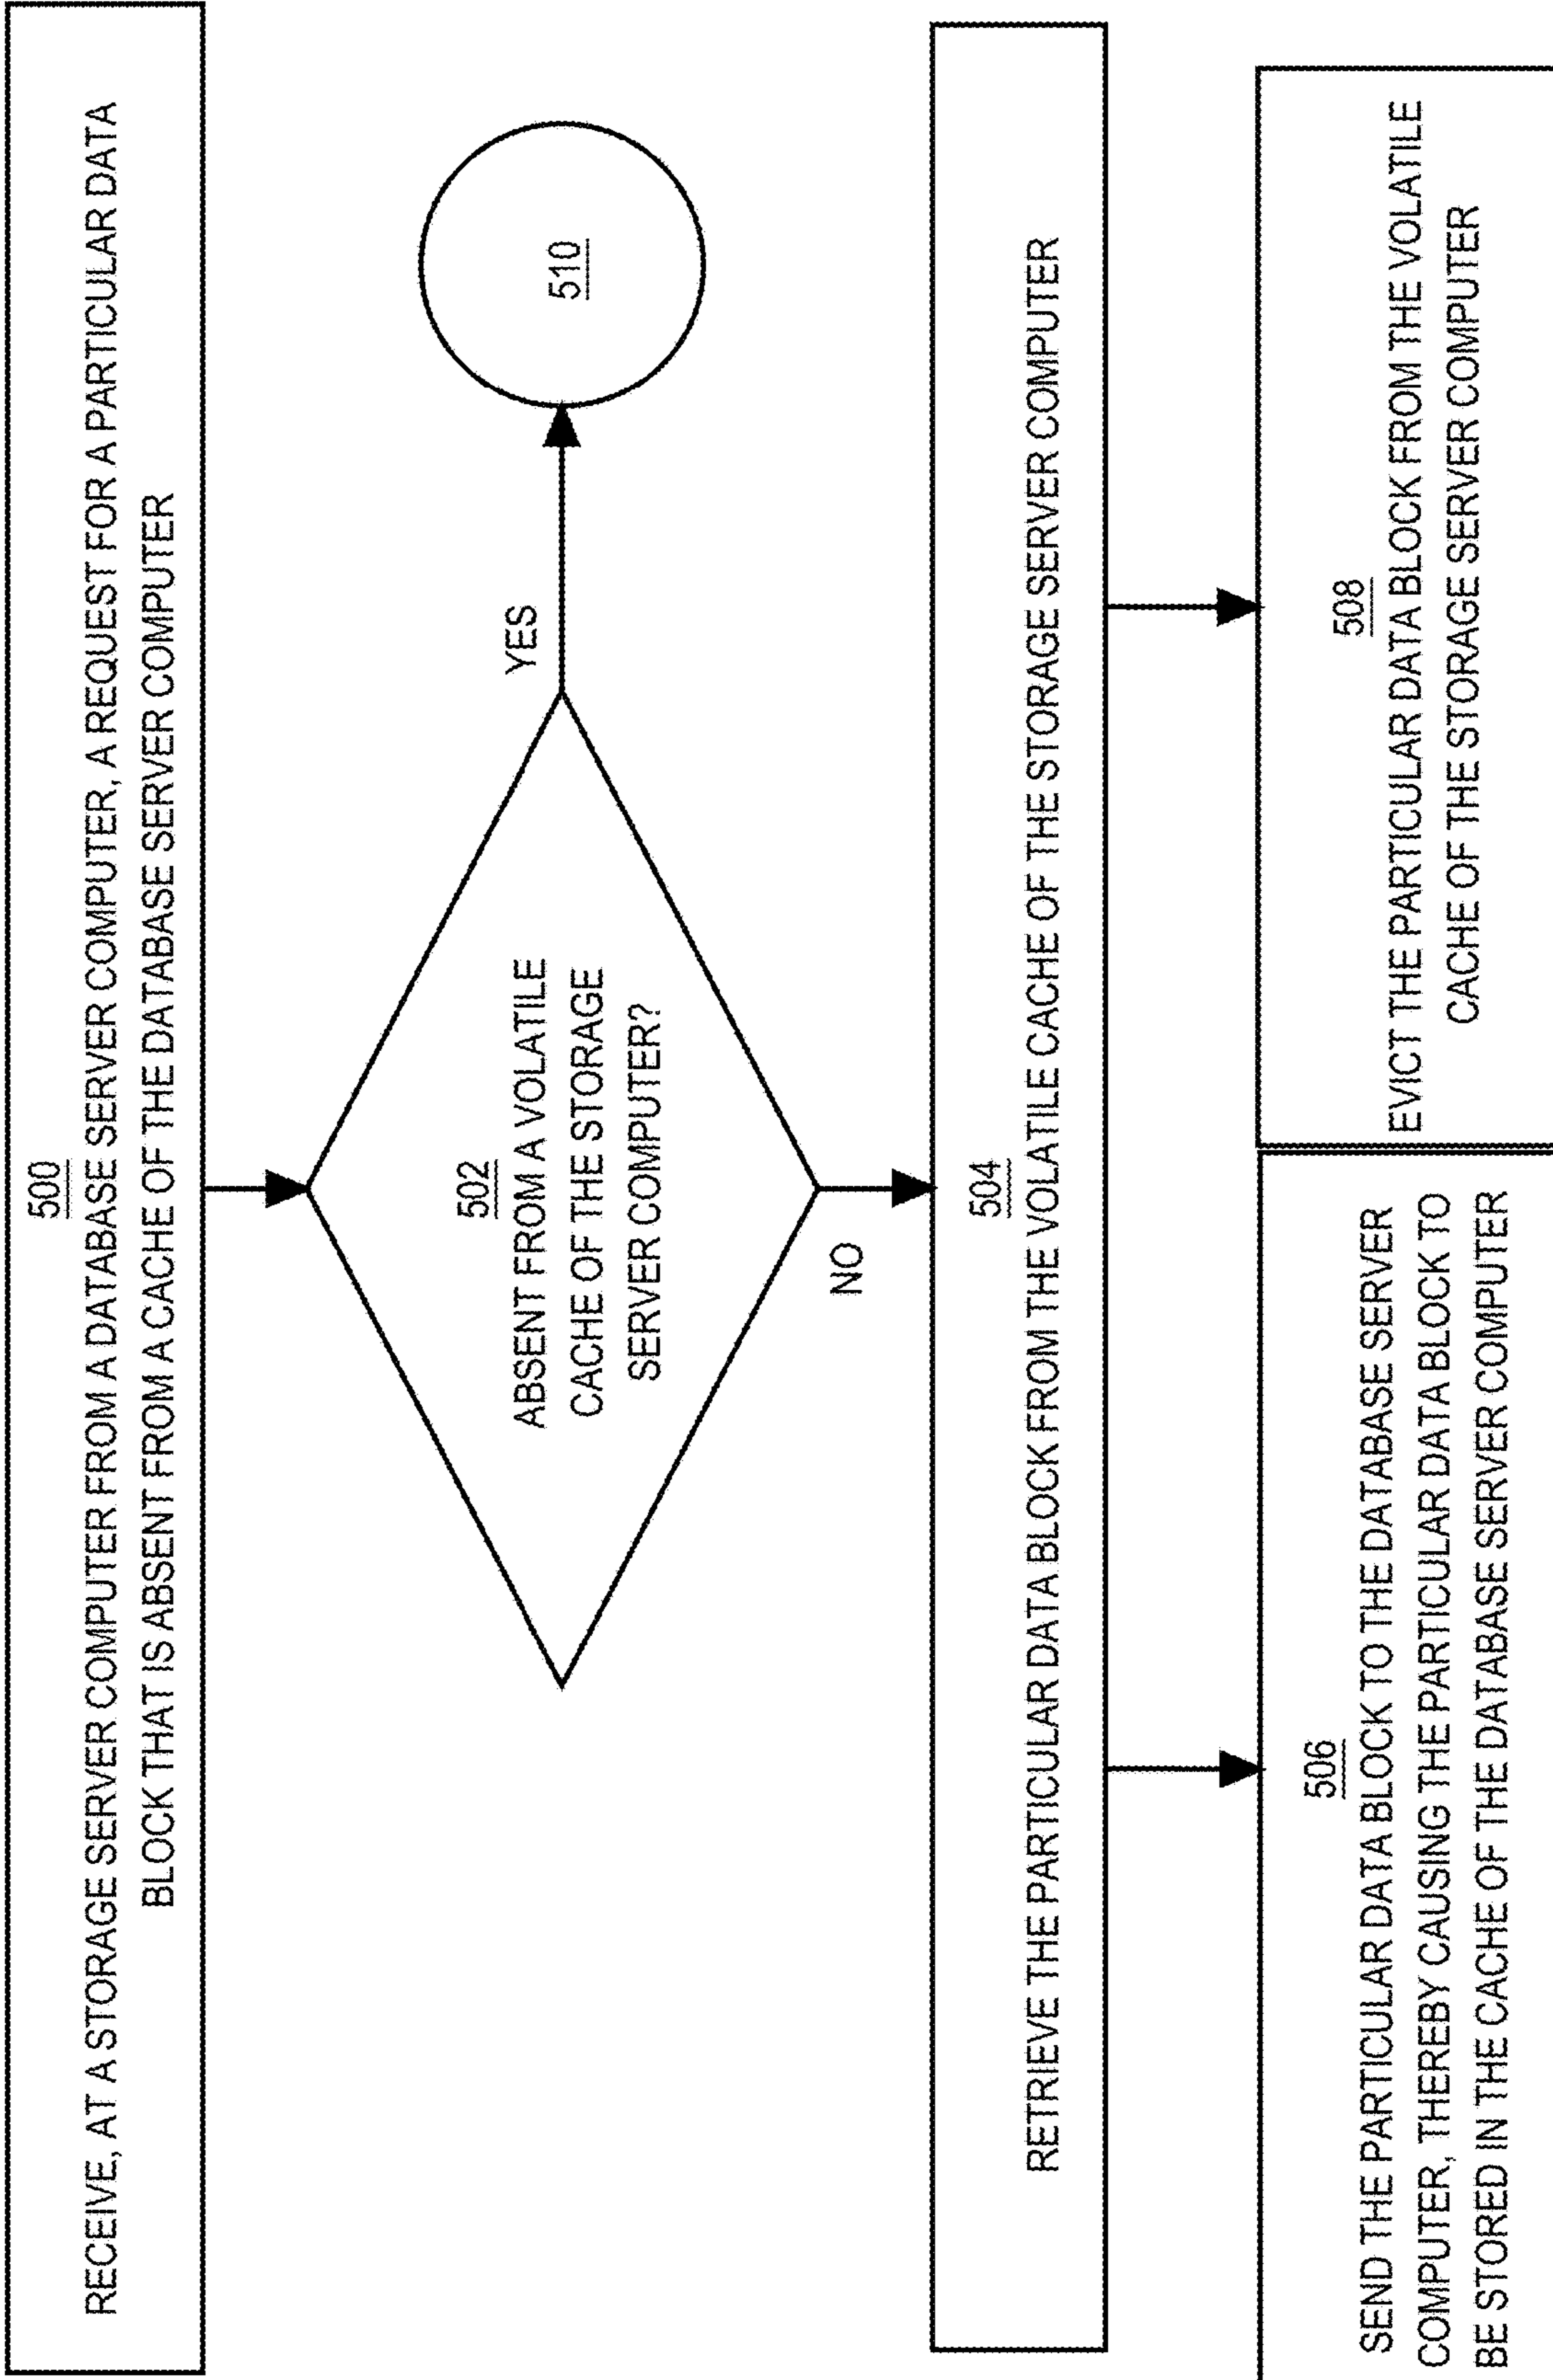 500
RECEIVE, AT A STORAGE SERVER COMPUTER FROM A DATABASE SERVER COMPUTER, A REQUEST FOR A PARTICULAR DATA
BLOCK THAT IS ABSENT FROM A CACHE OF THE DATABASE SERVER COMPUTER
502
ABSENT FROM A VOLATILE
CACHE OF THE STORAGE
SERVER COMPUTER?
YES
510
NO
504
RETRIEVE THE PARTICULAR DATA BLOCK FROM THE VOLATILE CACHE OF THE STORAGE SERVER COMPUTER
506
SEND THE PARTICULAR DATA BLOCK TO THE DATABASE SERVER
COMPUTER, THEREBY CAUSING THE PARTICULAR DATA BLOCK TO
BE STORED IN THE CACHE OF THE DATABASE SERVER COMPUTER
508
EVICT THE PARTICULAR DATA BLOCK FROM THE VOLATILE
CACHE OF THE STORAGE SERVER COMPUTER